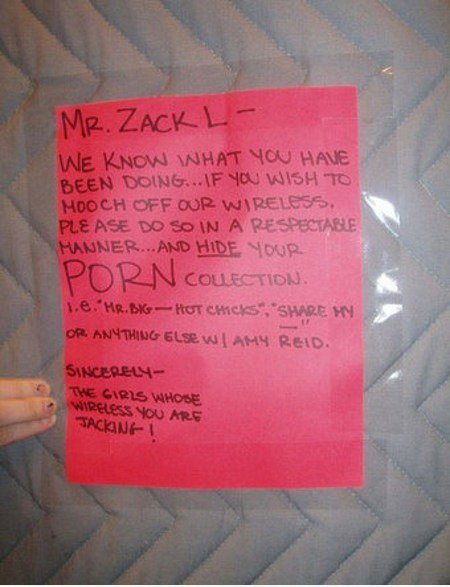 MR. ZACK L -
WE KNOW WHAT YOU HAVE
BEEN DOING...IF YOU WISH TO
MOOCH OFF OUR WIRELESS,
PLEASE DO SO IN A RESPECTABLE
MANNER...AND HIDE YOUR
PORN COLLECTION.
i.e. "MR. BIG - HOT CHICKS", "SHARE MY
__"
OR ANYTHING ELSE W/ AMY REID.
SINCERELY-
THE GIRLS WHOSE
WIRELESS YOU ARE
JACKING!